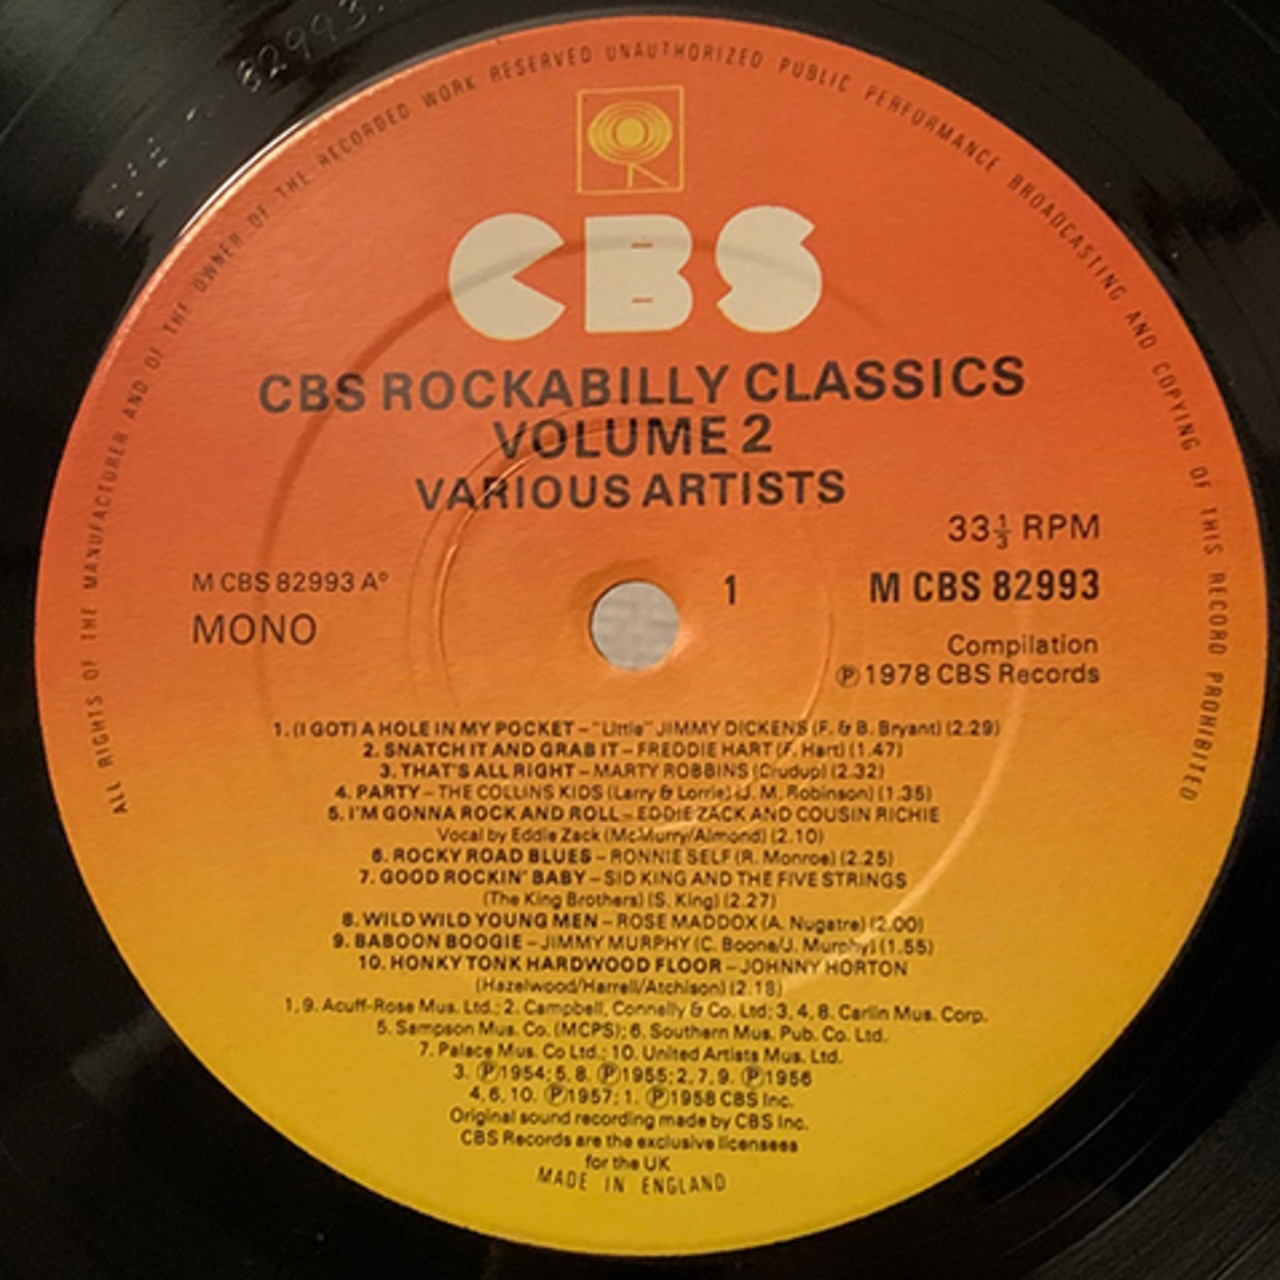 82993
ALL RIGHTS OF THE MANUFACTURER AND OF THE OWNER OF THE RECORDED WORK RESERVED UNAUTHORIZED PUBLIC PERFORMANCE BROADCASTING AND COPYING OF THIS RECORD PROHIBITED
CBS
CBS ROCKABILLY CLASSICS
VOLUME 2
VARIOUS ARTISTS
33⅓ RPM
M CBS 82993 A°
1
M CBS 82993
MONO
Compilation
Ⓟ 1978 CBS Records
1. (I GOT) A HOLE IN MY POCKET – "Little" JIMMY DICKENS (F. & B. Bryant) (2.29)
2. SNATCH IT AND GRAB IT – FREDDIE HART (F. Hart) (1.47)
3. THAT'S ALL RIGHT – MARTY ROBBINS (Crudup) (2.32)
4. PARTY – THE COLLINS KIDS (Larry & Lorrie) (J. M. Robinson) (1.35)
5. I'M GONNA ROCK AND ROLL – EDDIE ZACK AND COUSIN RICHIE
Vocal by Eddie Zack (McMurry/Almond) (2.10)
6. ROCKY ROAD BLUES – RONNIE SELF (R. Monroe) (2.25)
7. GOOD ROCKIN' BABY – SID KING AND THE FIVE STRINGS
(The King Brothers) (S. King) (2.27)
8. WILD WILD YOUNG MEN – ROSE MADDOX (A. Nugatre) (2.00)
9. BABOON BOOGIE – JIMMY MURPHY (C. Boone/J. Murphy) (1.55)
10. HONKY TONK HARDWOOD FLOOR – JOHNNY HORTON
(Hazelwood/Harrell/Atchison) (2.18)
1, 9. Acuff-Rose Mus. Ltd.; 2. Campbell, Connelly & Co. Ltd; 3, 4, 8. Carlin Mus. Corp.
5. Sampson Mus. Co. (MCPS); 6. Southern Mus. Pub. Co. Ltd.
7. Palace Mus. Co Ltd.; 10. United Artists Mus. Ltd.
3. Ⓟ1954; 5, 8. Ⓟ1955; 2, 7, 9. Ⓟ1956
4, 6, 10. Ⓟ1957; 1. Ⓟ1958 CBS Inc.
Original sound recording made by CBS Inc.
CBS Records are the exclusive licensees
for the UK
MADE IN ENGLAND